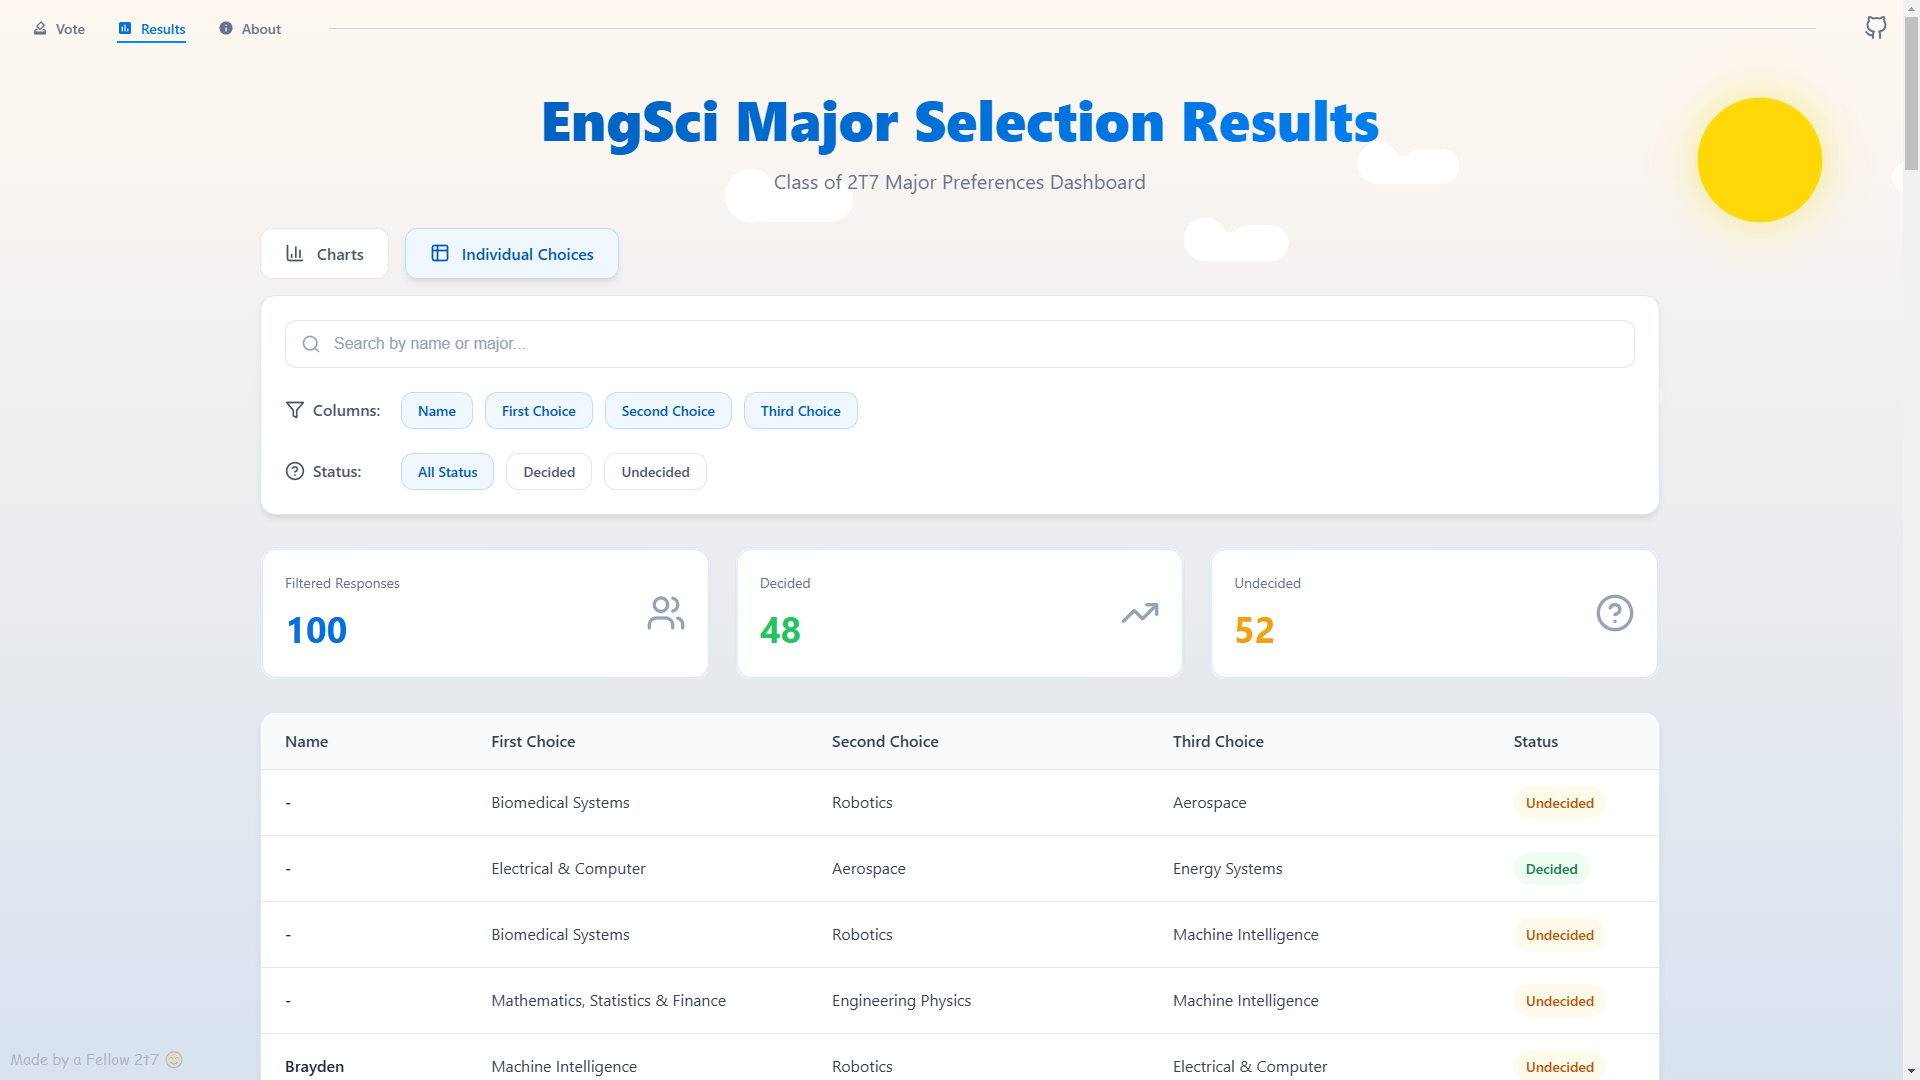 Vote Results About
EngSci Major Selection Results
Class of 2T7 Major Preferences Dashboard
Charts Individual Choices
Search by name or major...
Columns: Name First Choice Second Choice Third Choice
Status: All Status Decided Undecided
Filtered Responses
100
Decided
48
Undecided
52
Name First Choice Second Choice Third Choice Status
- Biomedical Systems Robotics Aerospace Undecided
- Electrical & Computer Aerospace Energy Systems Decided
- Biomedical Systems Robotics Machine Intelligence Undecided
- Mathematics, Statistics & Finance Engineering Physics Machine Intelligence Undecided
Brayden Machine Intelligence Robotics Electrical & Computer Undecided
Made by a Fellow 2t7 😊